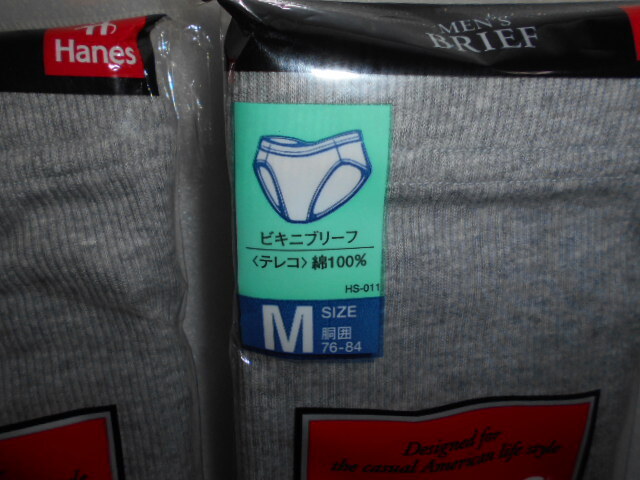 Hanes
MEN'S
BRIEF
ビキニブリーフ
〈テレコ〉綿100%
HS-011
M SIZE
胴囲
76-84
Designed for
the casual American life style